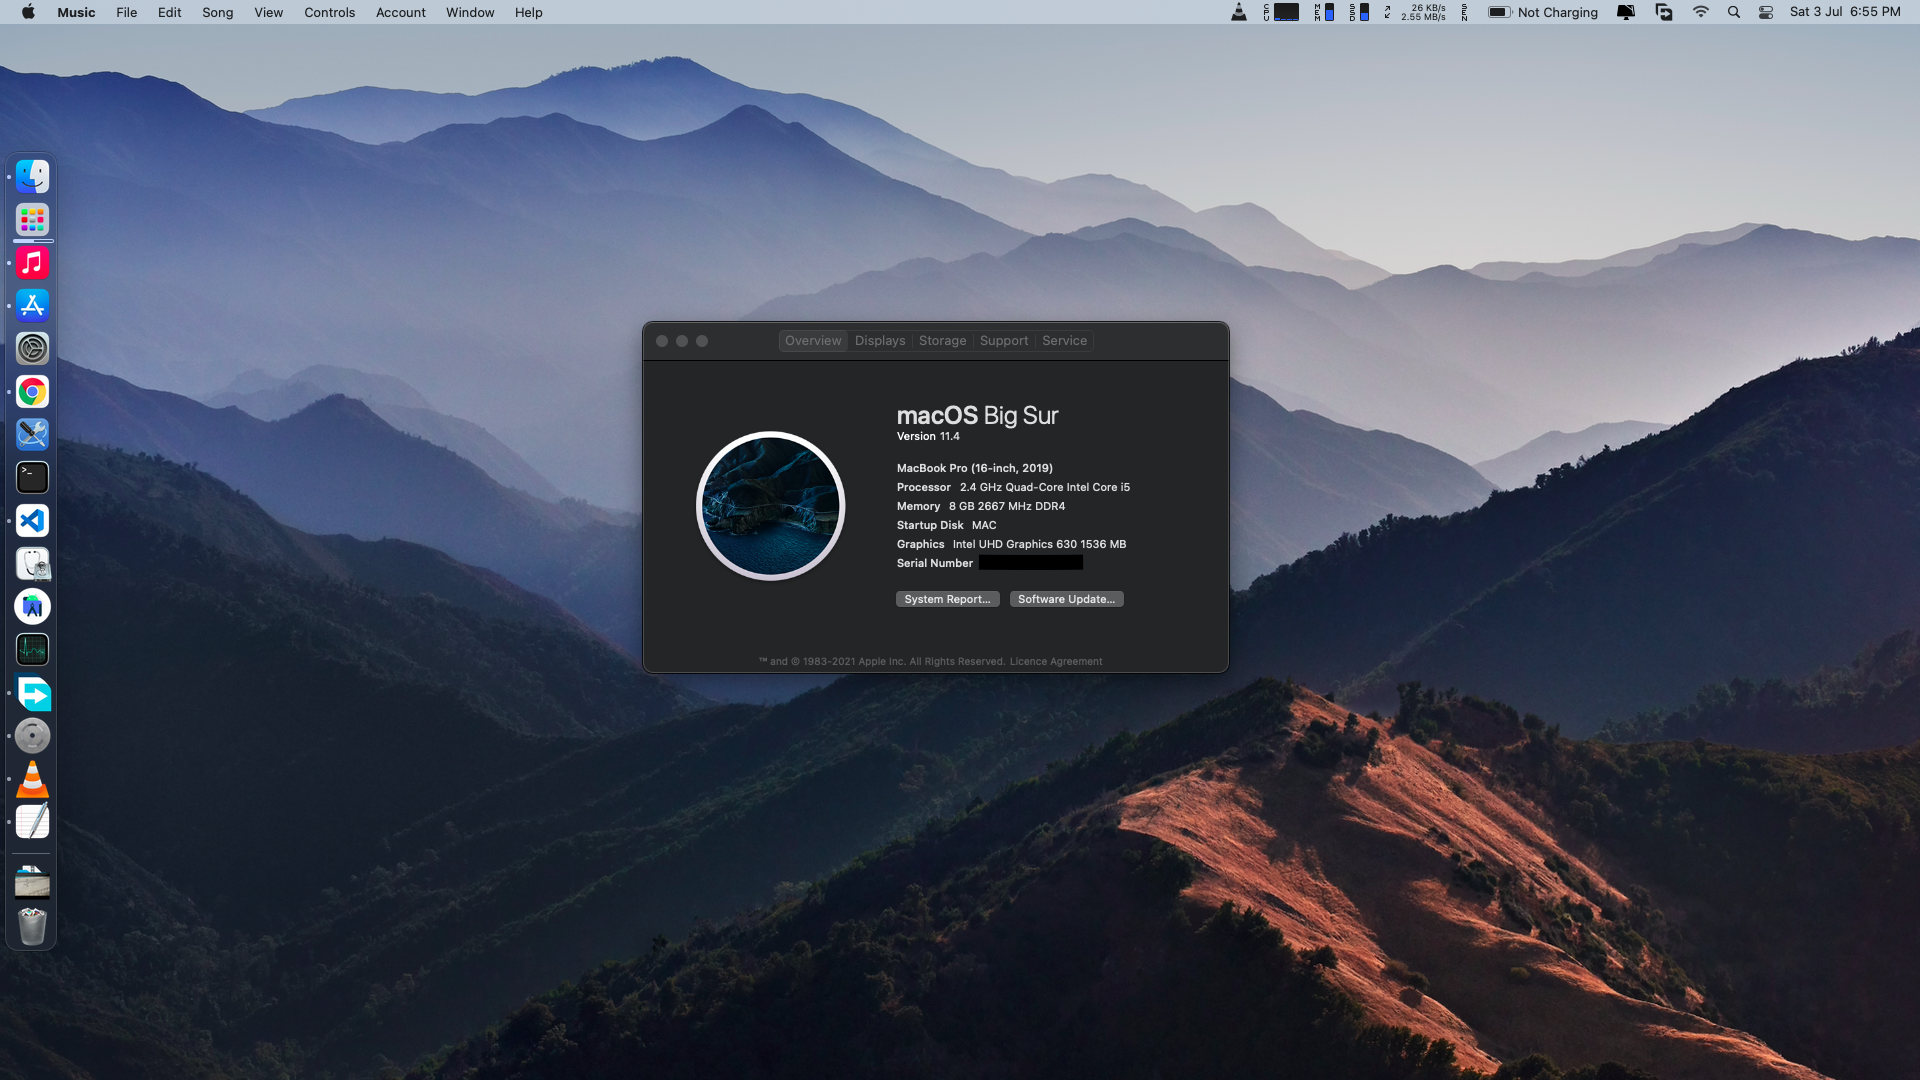 Music File Edit Song View Controls Account Window Help
CPU MEM SSD 26 KB/s 2.55 MB/s SEN Not Charging Sat 3 Jul 6:55 PM
Overview Displays Storage Support Service
macOS Big Sur
Version 11.4
MacBook Pro (16-inch, 2019)
Processor 2.4 GHz Quad-Core Intel Core i5
Memory 8 GB 2667 MHz DDR4
Startup Disk MAC
Graphics Intel UHD Graphics 630 1536 MB
Serial Number
System Report... Software Update...
™ and © 1983-2021 Apple Inc. All Rights Reserved. Licence Agreement